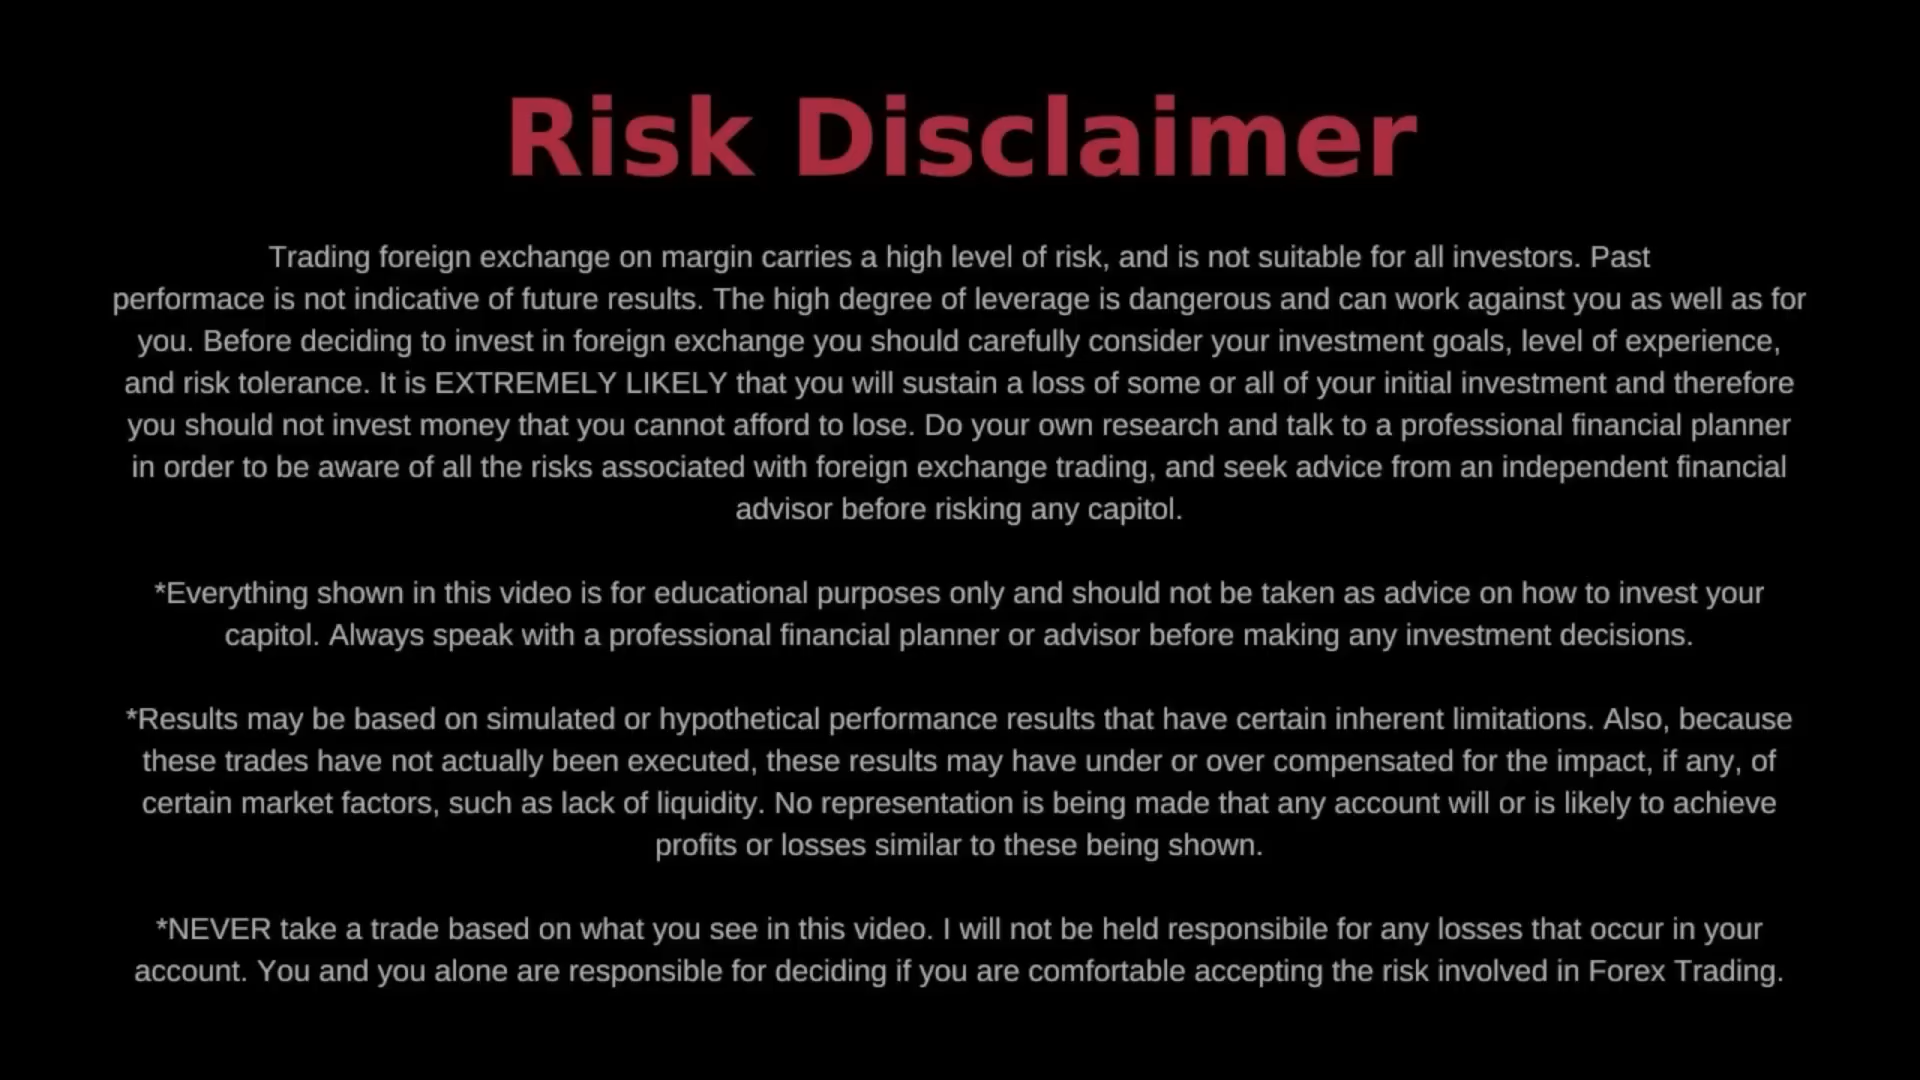 Risk Disclaimer
Trading foreign exchange on margin carries a high level of risk, and is not suitable for all investors. Past
performace is not indicative of future results. The high degree of leverage is dangerous and can work against you as well as for
you. Before deciding to invest in foreign exchange you should carefully consider your investment goals, level of experience,
and risk tolerance. It is EXTREMELY LIKELY that you will sustain a loss of some or all of your initial investment and therefore
you should not invest money that you cannot afford to lose. Do your own research and talk to a professional financial planner
in order to be aware of all the risks associated with foreign exchange trading, and seek advice from an independent financial
advisor before risking any capitol.
*Everything shown in this video is for educational purposes only and should not be taken as advice on how to invest your
capitol. Always speak with a professional financial planner or advisor before making any investment decisions.
*Results may be based on simulated or hypothetical performance results that have certain inherent limitations. Also, because
these trades have not actually been executed, these results may have under or over compensated for the impact, if any, of
certain market factors, such as lack of liquidity. No representation is being made that any account will or is likely to achieve
profits or losses similar to these being shown.
*NEVER take a trade based on what you see in this video. I will not be held responsibile for any losses that occur in your
account. You and you alone are responsible for deciding if you are comfortable accepting the risk involved in Forex Trading.